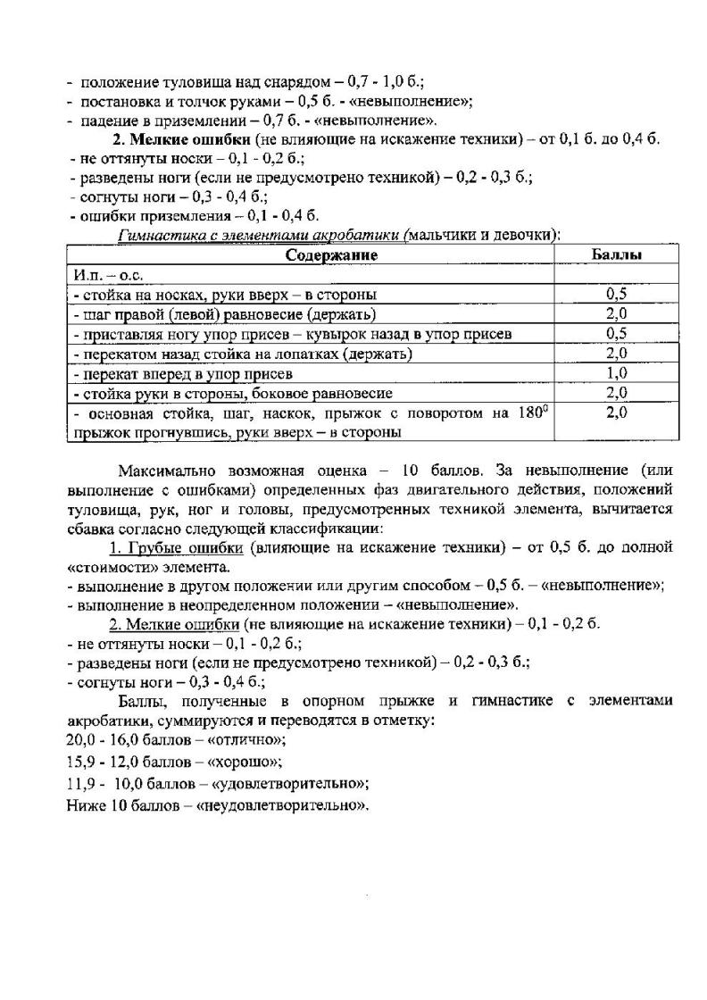 - положение туловища над снарядом – 0,7 - 1,0 б.;
- постановка и толчок руками – 0,5 б. - «невыполнение»;
- падение в приземлении – 0,7 б. - «невыполнение».
2. Мелкие ошибки (не влияющие на искажение техники) – от 0,1 б. до 0,4 б.
- не оттянуты носки – 0,1 - 0,2 б.;
- разведены ноги (если не предусмотрено техникой) – 0,2 - 0,3 б.;
- согнуты ноги – 0,3 - 0,4 б.;
- ошибки приземления – 0,1 - 0,4 б.
Гимнастика с элементами акробатики (мальчики и девочки):
Содержание Баллы
И.п. – о.с.
- стойка на носках, руки вверх – в стороны 0,5
- шаг правой (левой) равновесие (держать) 2,0
- приставляя ногу упор присев – кувырок назад в упор присев 0,5
- перекатом назад стойка на лопатках (держать) 2,0
- перекат вперед в упор присев 1,0
- стойка руки в стороны, боковое равновесие 2,0
- основная стойка, шаг, наскок, прыжок с поворотом на 180⁰ 2,0
прыжок прогнувшись, руки вверх – в стороны
Максимально возможная оценка – 10 баллов. За невыполнение (или
выполнение с ошибками) определенных фаз двигательного действия, положений
туловища, рук, ног и головы, предусмотренных техникой элемента, вычитается
сбавка согласно следующей классификации:
1. Грубые ошибки (влияющие на искажение техники) – от 0,5 б. до полной
«стоимости» элемента.
- выполнение в другом положении или другим способом – 0,5 б. – «невыполнение»;
- выполнение в неопределенном положении – «невыполнение».
2. Мелкие ошибки (не влияющие на искажение техники) – 0,1 - 0,2 б.
- не оттянуты носки – 0,1 - 0,2 б.;
- разведены ноги (если не предусмотрено техникой) – 0,2 - 0,3 б.;
- согнуты ноги – 0,3 - 0,4 б.;
Баллы, полученные в опорном прыжке и гимнастике с элементами
акробатики, суммируются и переводятся в отметку:
20,0 - 16,0 баллов – «отлично»;
15,9 - 12,0 баллов – «хорошо»;
11,9 - 10,0 баллов – «удовлетворительно»;
Ниже 10 баллов – «неудовлетворительно».